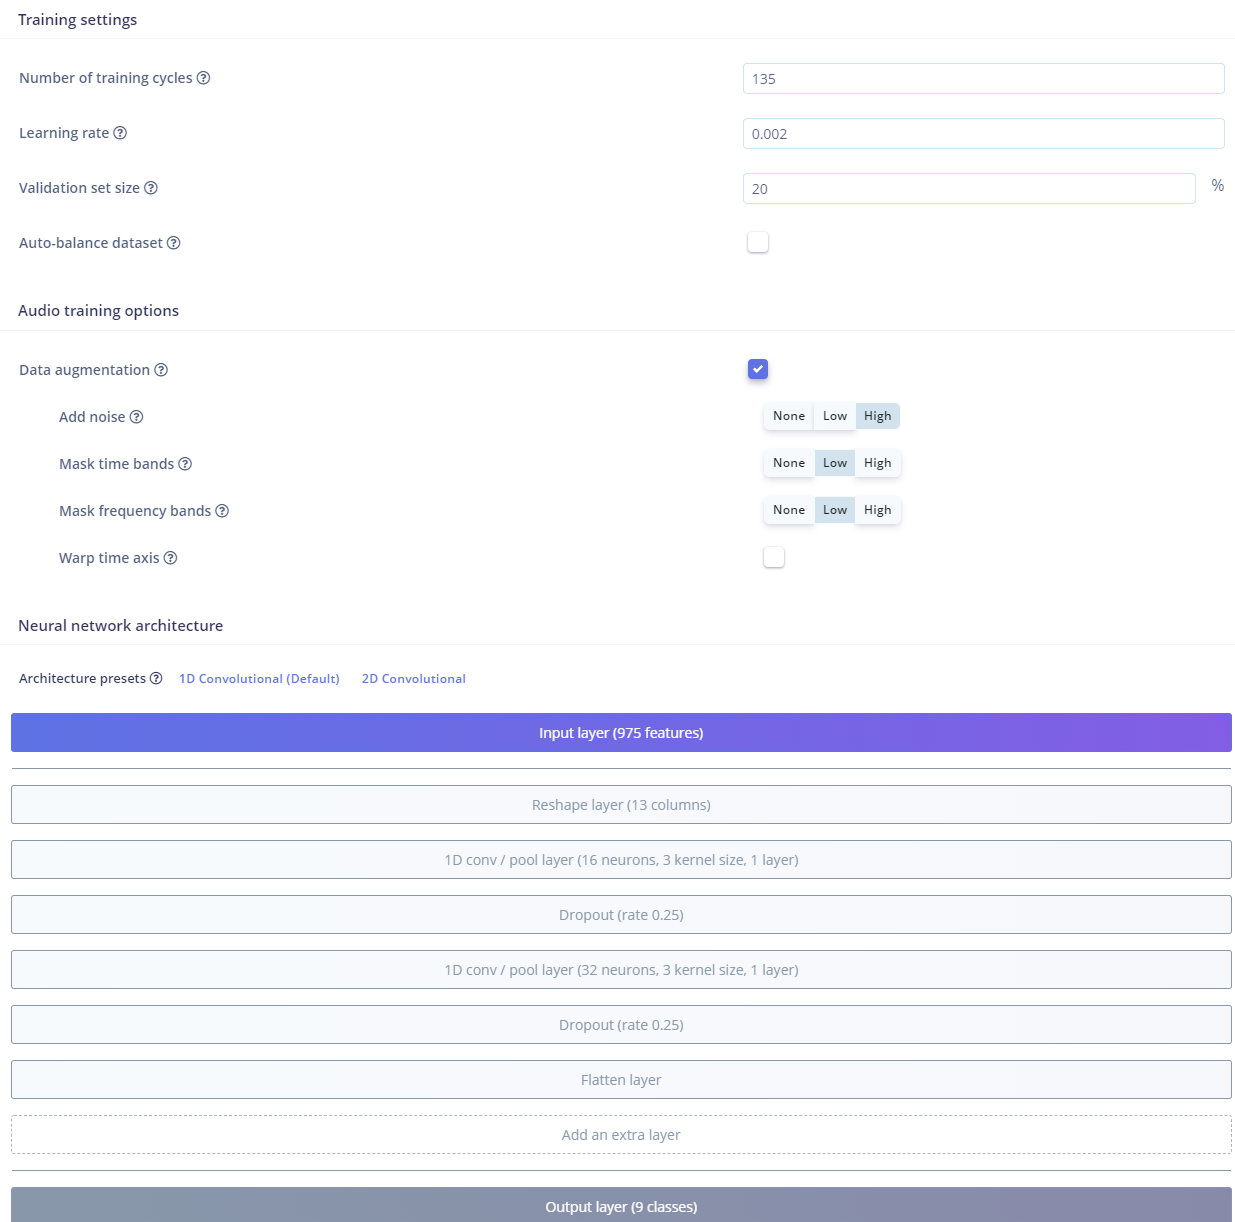 Training settings
Number of training cycles
135
Learning rate
0.002
Validation set size
20 %
Auto-balance dataset
Audio training options
Data augmentation
Add noise
None Low High
Mask time bands
None Low High
Mask frequency bands
None Low High
Warp time axis
Neural network architecture
Architecture presets 1D Convolutional (Default) 2D Convolutional
Input layer (975 features)
Reshape layer (13 columns)
1D conv / pool layer (16 neurons, 3 kernel size, 1 layer)
Dropout (rate 0.25)
1D conv / pool layer (32 neurons, 3 kernel size, 1 layer)
Dropout (rate 0.25)
Flatten layer
Add an extra layer
Output layer (9 classes)